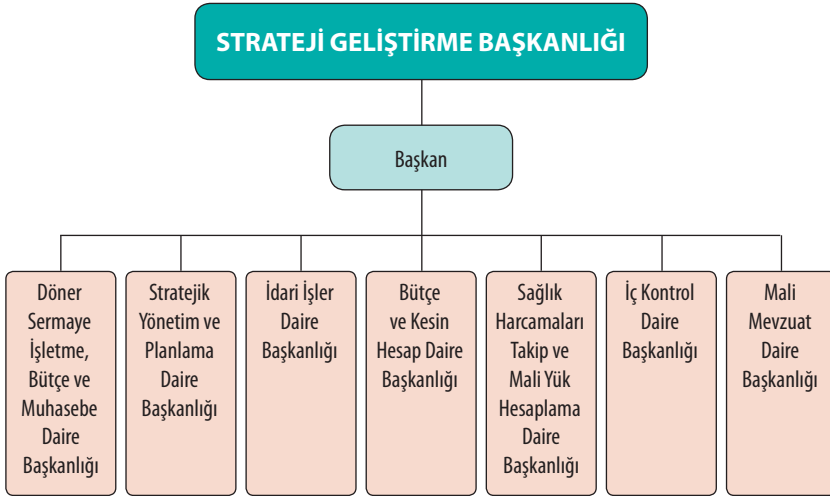 STRATEJİ GELİŞTİRME BAŞKANLIĞI
Başkan
Döner
Sermaye
İşletme,
Bütçe ve
Muhasebe
Daire
Başkanlığı
Stratejik
Yönetim ve
Planlama
Daire
Başkanlığı
İdari İşler
Daire
Başkanlığı
Bütçe
ve Kesin
Hesap Daire
Başkanlığı
Sağlık
Harcamaları
Takip ve
Mali Yük
Hesaplama
Daire
Başkanlığı
İç Kontrol
Daire
Başkanlığı
Mali
Mevzuat
Daire
Başkanlığı